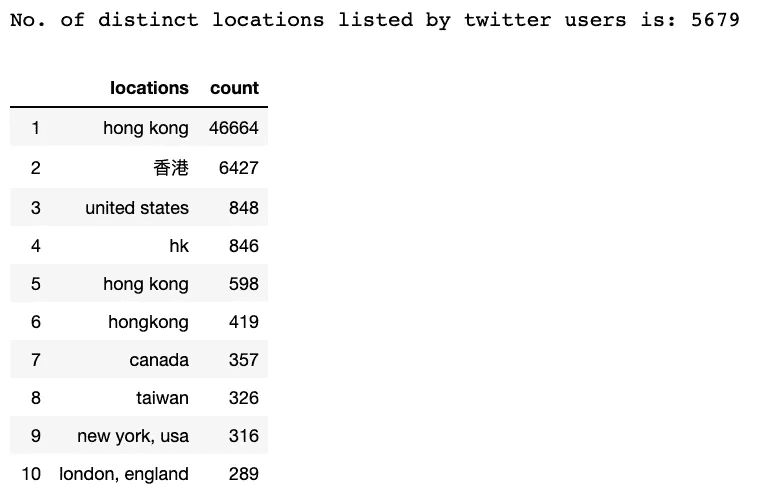 No. of distinct locations listed by twitter users is: 5679
locations count
1 hong kong 46664
2 香港 6427
3 united states 848
4 hk 846
5 hong kong 598
6 hongkong 419
7 canada 357
8 taiwan 326
9 new york, usa 316
10 london, england 289